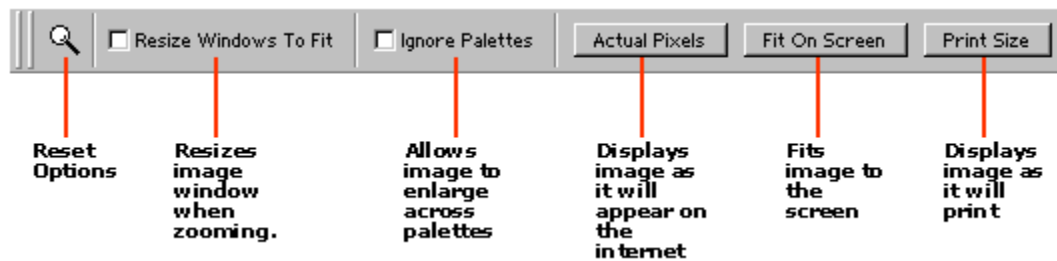 Resize Windows To Fit
Ignore Palettes
Actual Pixels
Fit On Screen
Print Size
Reset
Options
Resizes
image
window
when
zooming.
Allows
image to
enlarge
across
palettes
Displays
image as
it will
appear on
the
internet
Fits
image to
the
screen
Displays
image as
it will
print